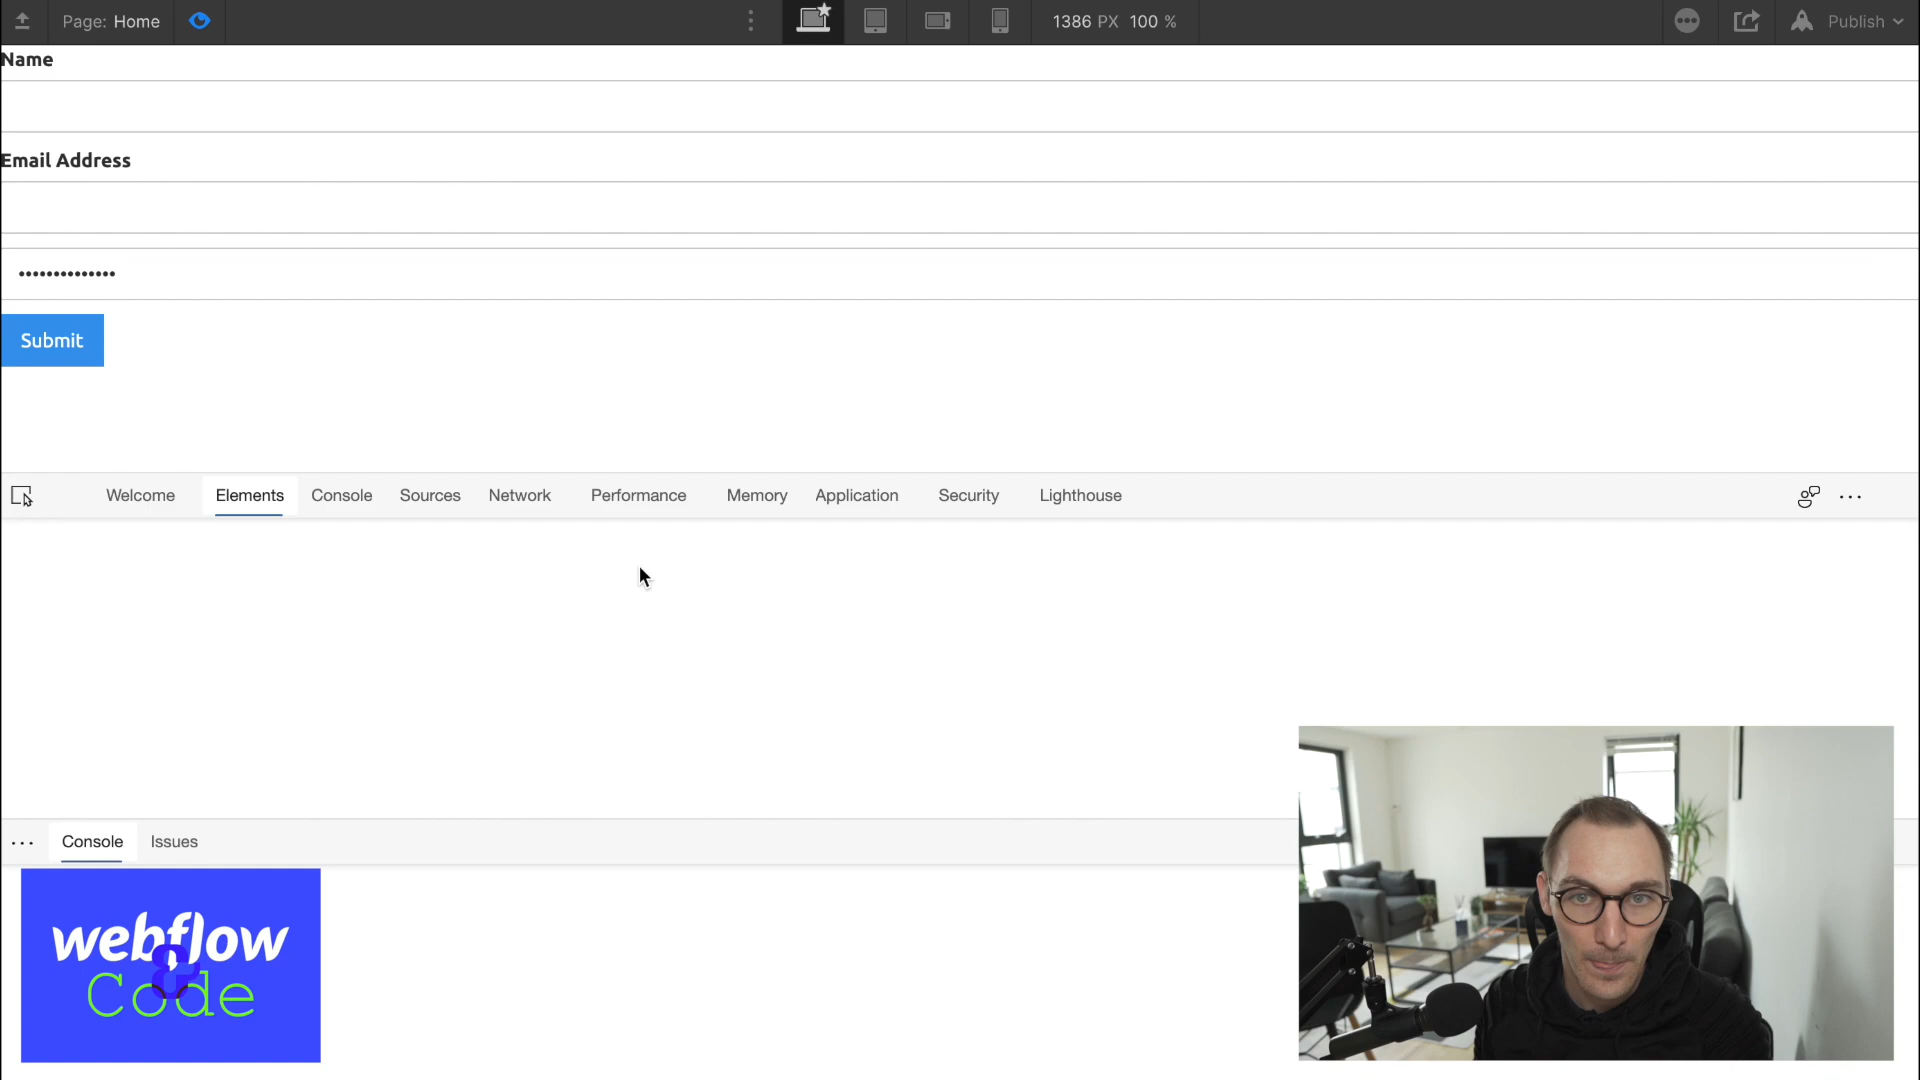 Page: Home
1386 PX 100 %
Publish
Name
Email Address
••••••••••••••
Submit
Welcome Elements Console Sources Network Performance Memory Application Security Lighthouse
Console Issues
webflow
&
Code